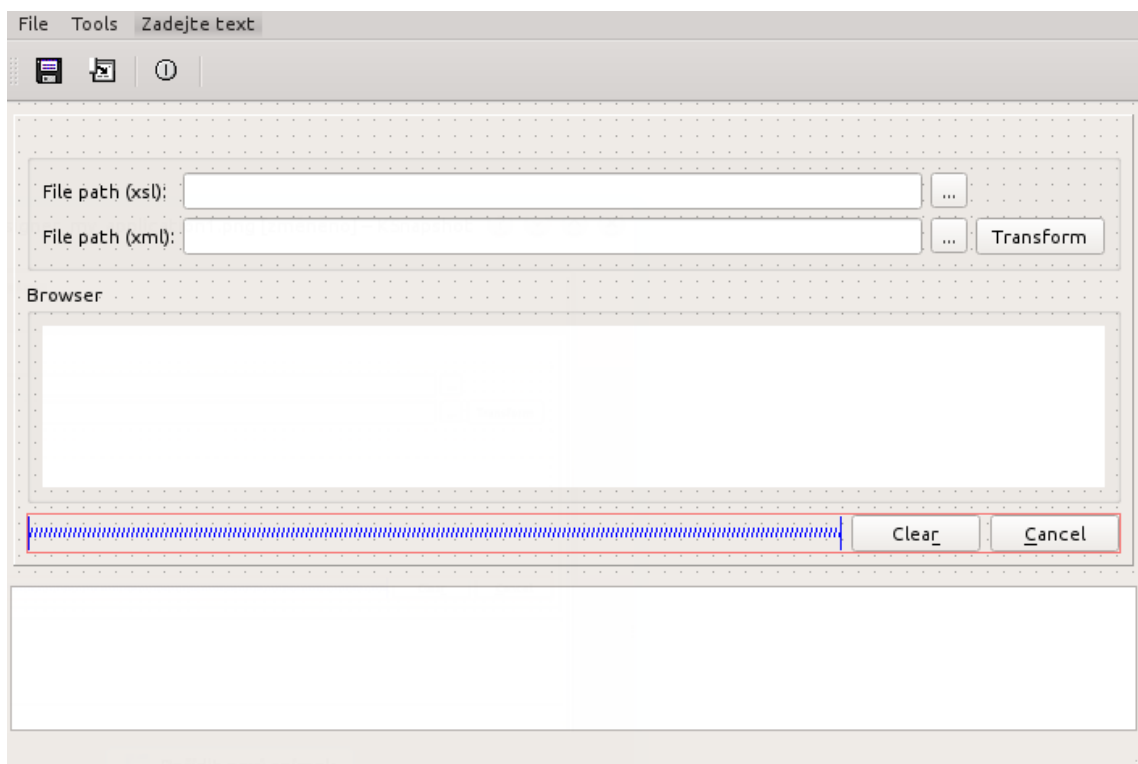 File Tools Zadejte text
File path (xsl): ...
File path (xml): ... Transform
Browser
Clear Cancel